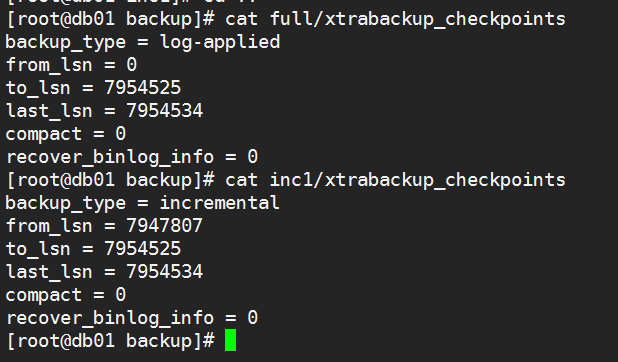 [root@db01 backup]# cat full/xtrabackup_checkpoints
backup_type = log-applied
from_lsn = 0
to_lsn = 7954525
last_lsn = 7954534
compact = 0
recover_binlog_info = 0
[root@db01 backup]# cat inc1/xtrabackup_checkpoints
backup_type = incremental
from_lsn = 7947807
to_lsn = 7954525
last_lsn = 7954534
compact = 0
recover_binlog_info = 0
[root@db01 backup]#